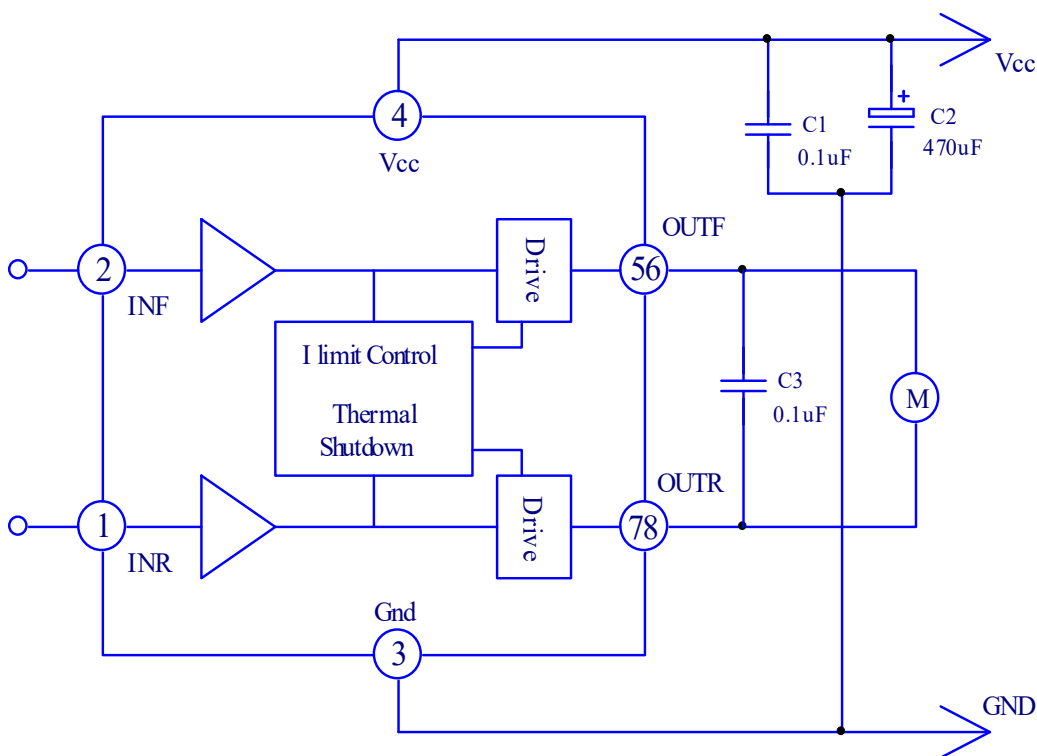 Vcc
4
Vcc
+
C1
0.1uF
C2
470uF
OUTF
Drive
2
INF
56
I limit Control
Thermal
Shutdown
C3
0.1uF
M
OUTR
Drive
1
INR
78
Gnd
3
GND